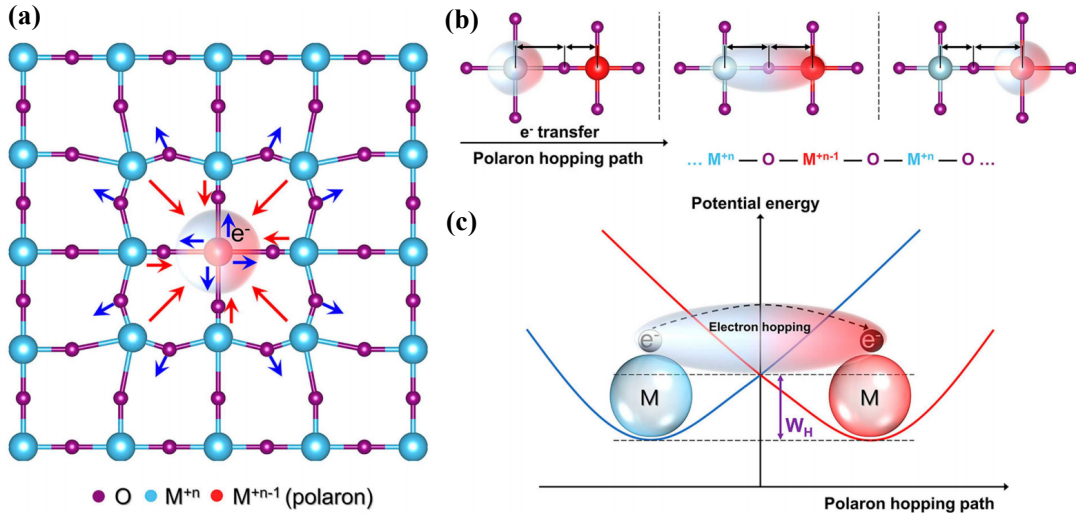 (a)
e⁻
O M⁺ⁿ M⁺ⁿ⁻¹ (polaron)
(b)
e⁻ transfer
Polaron hopping path
... M⁺ⁿ — O — M⁺ⁿ⁻¹ — O — M⁺ⁿ — O ...
(c)
Potential energy
Electron hopping
e⁻ e⁻
M M
W_H
Polaron hopping path